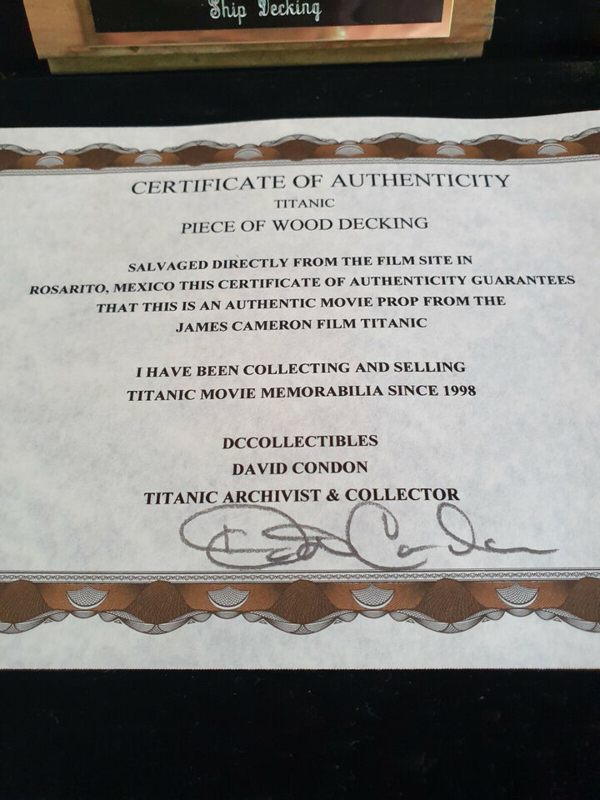 Ship Decking
CERTIFICATE OF AUTHENTICITY
TITANIC
PIECE OF WOOD DECKING
SALVAGED DIRECTLY FROM THE FILM SITE IN
ROSARITO, MEXICO THIS CERTIFICATE OF AUTHENTICITY GUARANTEES
THAT THIS IS AN AUTHENTIC MOVIE PROP FROM THE
JAMES CAMERON FILM TITANIC
I HAVE BEEN COLLECTING AND SELLING
TITANIC MOVIE MEMORABILIA SINCE 1998
DCCOLLECTIBLES
DAVID CONDON
TITANIC ARCHIVIST & COLLECTOR